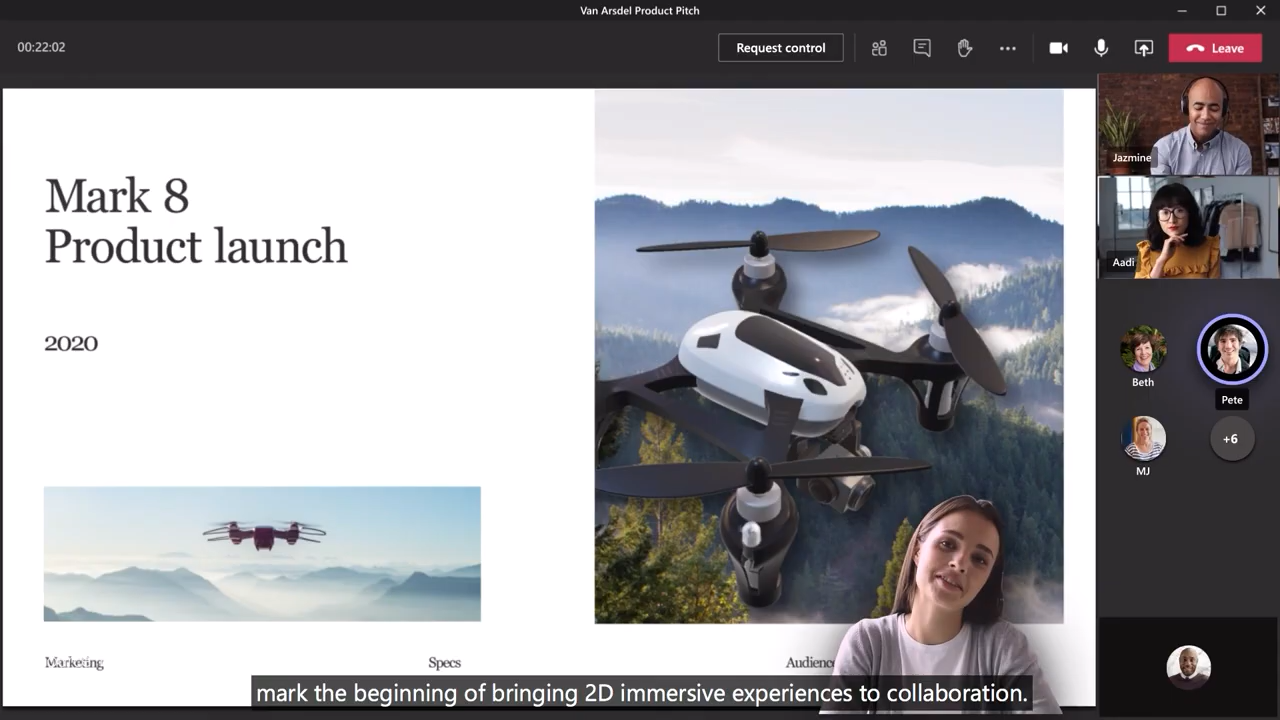 Van Arsdel Product Pitch
00:22:02
Request control
Leave
Mark 8
Product launch
2020
Jazmine
Aadi
Beth
Pete
MJ
+6
Marketing
Specs
Audience
mark the beginning of bringing 2D immersive experiences to collaboration.